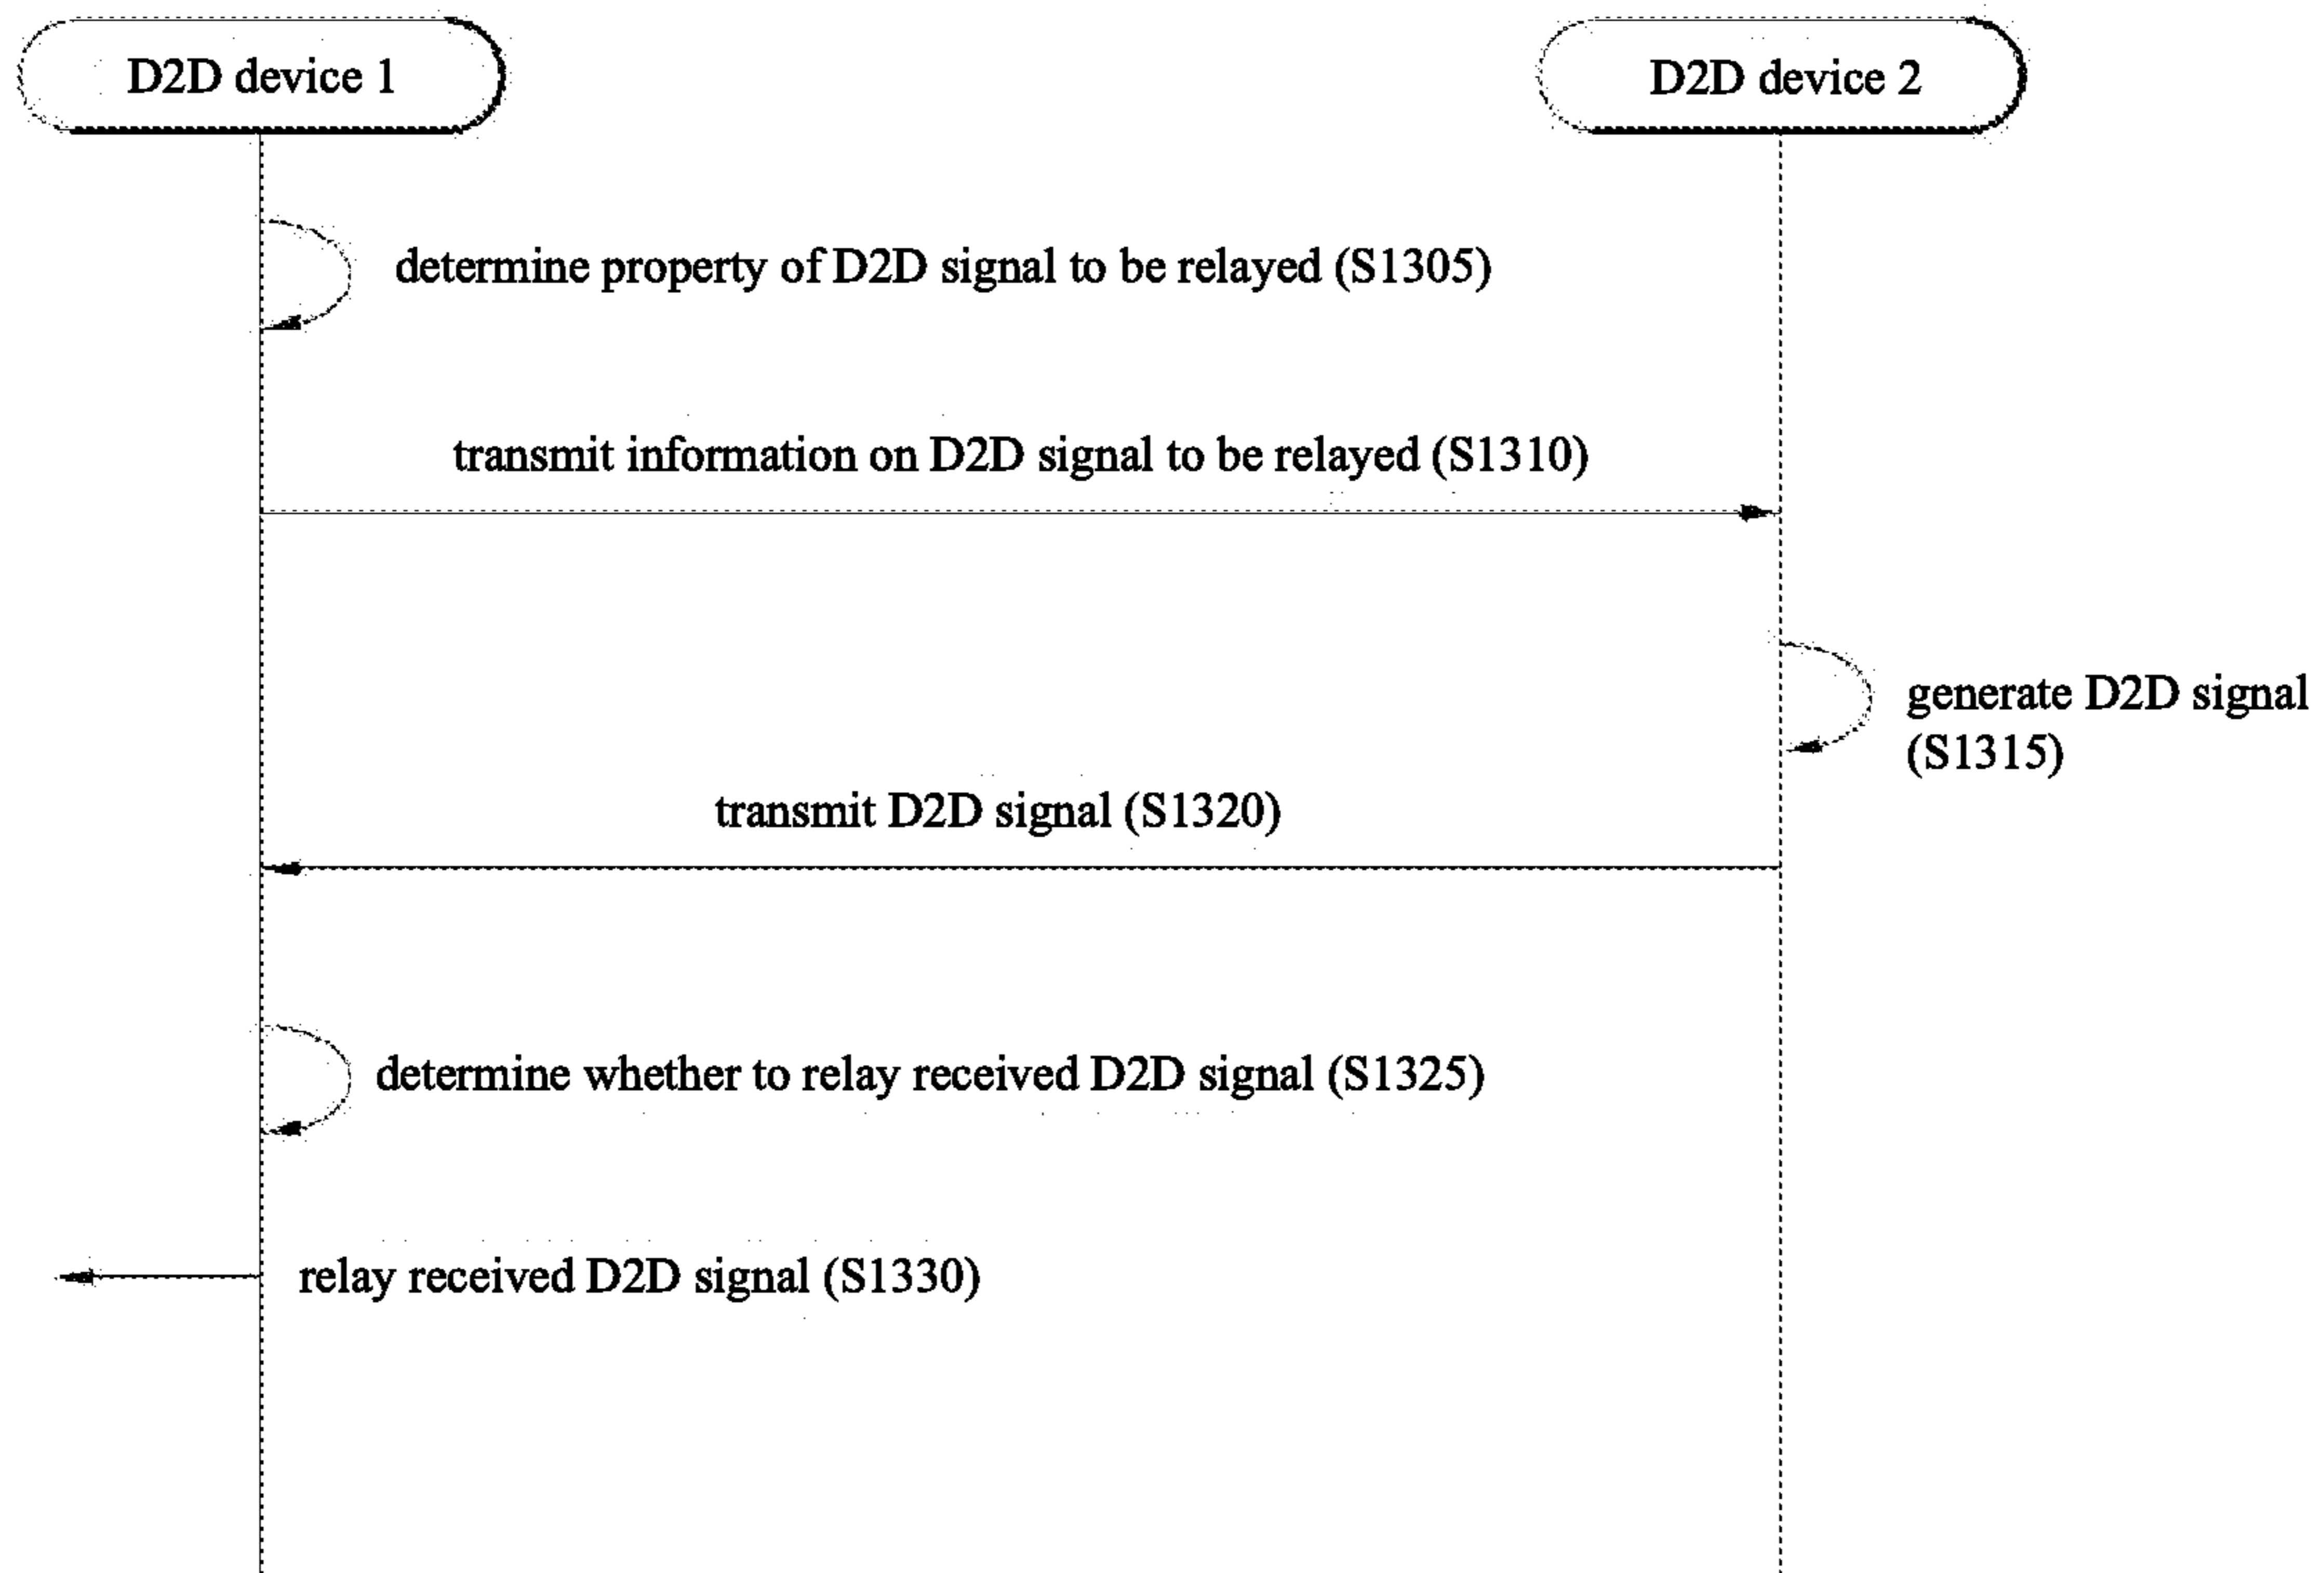 D2D device 1
D2D device 2
determine property of D2D signal to be relayed (S1305)
transmit information on D2D signal to be relayed (S1310)
generate D2D signal
(S1315)
transmit D2D signal (S1320)
determine whether to relay received D2D signal (S1325)
relay received D2D signal (S1330)